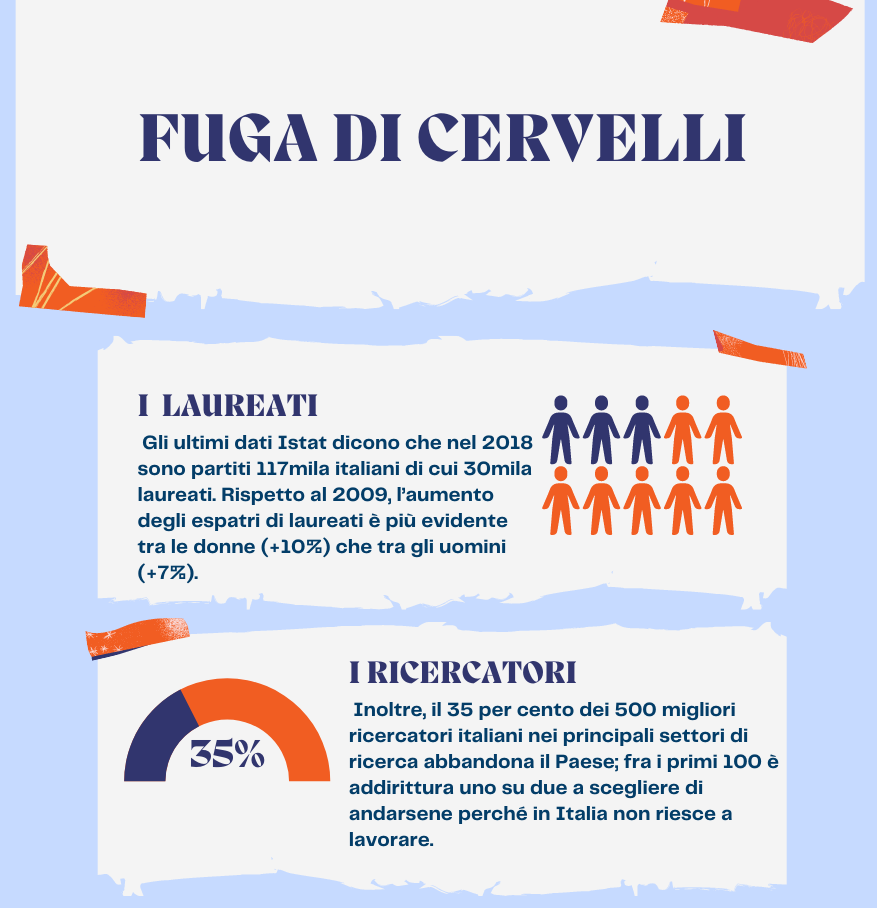 FUGA DI CERVELLI
I LAUREATI
Gli ultimi dati Istat dicono che nel 2018
sono partiti 117mila italiani di cui 30mila
laureati. Rispetto al 2009, l’aumento
degli espatri di laureati è più evidente
tra le donne (+10%) che tra gli uomini
(+7%).
I RICERCATORI
35%
Inoltre, il 35 per cento dei 500 migliori
ricercatori italiani nei principali settori di
ricerca abbandona il Paese; fra i primi 100 è
addirittura uno su due a scegliere di
andarsene perché in Italia non riesce a
lavorare.